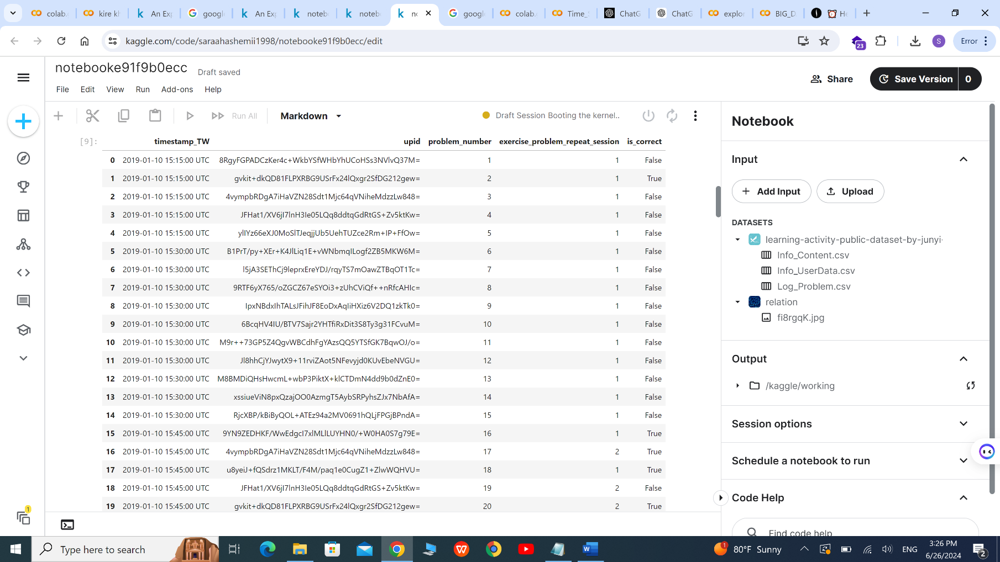 colab.
kire kh
An Exp
google
An Exp
noteb
noteb
no
google
colab.g
Time_S
ChatG
ChatG
explor
BIG_D
He
kaggle.com/code/saraahashemii1998/notebooke91f9b0ecc/edit
23
S
Error
notebooke91f9b0ecc
Draft saved
File Edit View Run Add-ons Help
Share
Save Version 0
Run All
Markdown
Draft Session Booting the kernel..
[9]:
timestamp_TW upid problem_number exercise_problem_repeat_session is_correct
0 2019-01-10 15:15:00 UTC 8RgyFGPADCzKer4c+WkbYSfWHbYhUCoHSs3NVlvQ37M= 1 1 False
1 2019-01-10 15:15:00 UTC gvkit+dkQD81FLPXRBG9USrFx24lQxgr2SfDG212gew= 2 1 True
2 2019-01-10 15:15:00 UTC 4vympbRDgA7iHaVZN28Sdt1Mjc64qVNiheMdzzLw848= 3 1 False
3 2019-01-10 15:15:00 UTC JFHat1/XV6jI7lnH3Ie05LQq8ddtqGdRtGS+Zv5ktKw= 4 1 False
4 2019-01-10 15:15:00 UTC ylIYz66eXJ0MoSlTJeqjjUb5UehTUZce2Rm+IP+FfOw= 5 1 False
5 2019-01-10 15:30:00 UTC B1PrT/py+XEr+K4JlLiq1E+vWNbmqILogf2ZB5MKW6M= 6 1 False
6 2019-01-10 15:30:00 UTC l5jA3SEThCj9leprxEreYDJ/rqyTS7mOawZTBqOT1Tc= 7 1 False
7 2019-01-10 15:30:00 UTC 9RTF6yX765/oZGCZ67eSYOi3+zUhCViQf++nRfcAHIc= 8 1 False
8 2019-01-10 15:30:00 UTC IpxNBdxIhTALsJFihJF8EoDxAqIiHXiz6V2DQ1zkTk0= 9 1 False
9 2019-01-10 15:30:00 UTC 6BcqHV4IU/BTV7Sajr2YHTfiRxDit3S8Ty3g31FCvuM= 10 1 False
10 2019-01-10 15:30:00 UTC M9r++73GP5Z4QgvWBCdhFgYAzsQQ5YTSfGK7BqwOJ/o= 11 1 False
11 2019-01-10 15:30:00 UTC Jl8hhCjYJwytX9+11rviZAot5NFevyjd0KUvEbeNVGU= 12 1 False
12 2019-01-10 15:30:00 UTC M8BMDiQHsHwcmL+wbP3PiktX+klCTDmN4dd9b0dZnE0= 13 1 False
13 2019-01-10 15:30:00 UTC xssiueViN8pxQzajOO0AzmgT5AybSRPyhsZJx7NbAfA= 14 1 False
14 2019-01-10 15:30:00 UTC RjcXBP/kBiByQOL+ATEz94a2MV0691hQLjFPGjBPndA= 15 1 False
15 2019-01-10 15:45:00 UTC 9YN9ZEDHKF/WwEdgcI7xlMLlLUYHN0/+W0HA0S7g79E= 16 1 True
16 2019-01-10 15:45:00 UTC 4vympbRDgA7iHaVZN28Sdt1Mjc64qVNiheMdzzLw848= 17 2 True
17 2019-01-10 15:45:00 UTC u8yeiJ+fQSdrz1MKLT/F4M/paq1e0CugZ1+ZlwWQHVU= 18 1 True
18 2019-01-10 15:45:00 UTC JFHat1/XV6jI7lnH3Ie05LQq8ddtqGdRtGS+Zv5ktKw= 19 2 False
19 2019-01-10 15:45:00 UTC gvkit+dkQD81FLPXRBG9USrFx24lQxgr2SfDG212gew= 20 2 True
Notebook
Input
Add Input
Upload
DATASETS
learning-activity-public-dataset-by-junyi-
Info_Content.csv
Info_UserData.csv
Log_Problem.csv
relation
fi8rgqK.jpg
Output
/kaggle/working
Session options
Schedule a notebook to run
Code Help
Find code help
1
Type here to search
1
80°F Sunny
ENG
3:26 PM
6/26/2024
2